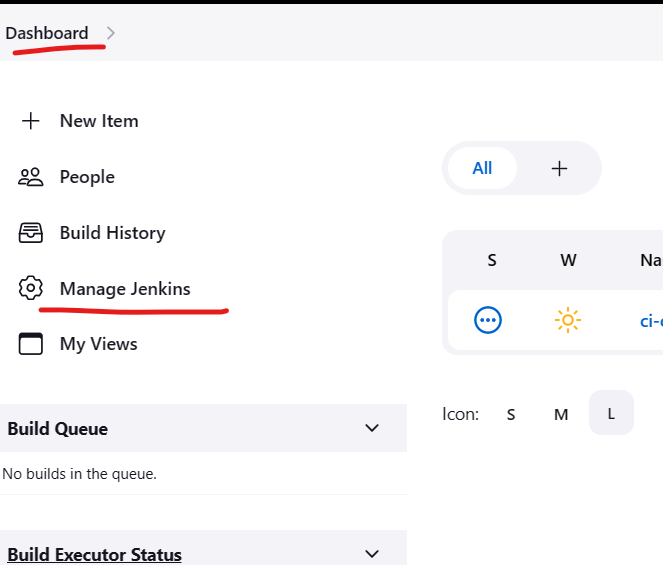 Dashboard
New Item
People
Build History
Manage Jenkins
My Views
Build Queue
No builds in the queue.
Build Executor Status
All
S W Na
ci-
Icon: S M L